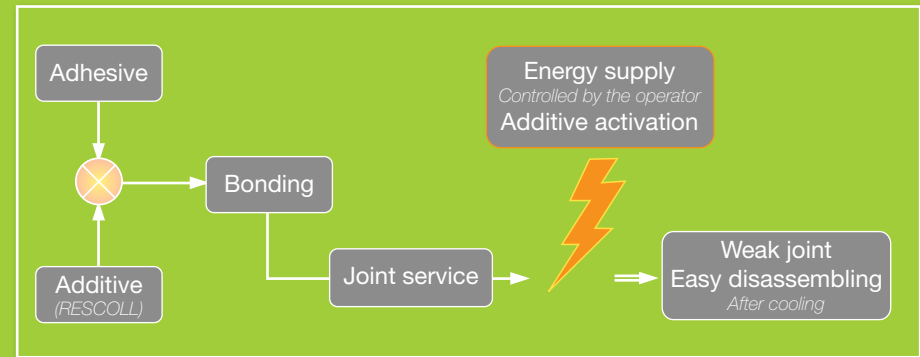 Adhesive
Additive
(RESCOLL)
Bonding
Joint service
Energy supply
Controlled by the operator
Additive activation
Weak joint
Easy disassembling
After cooling